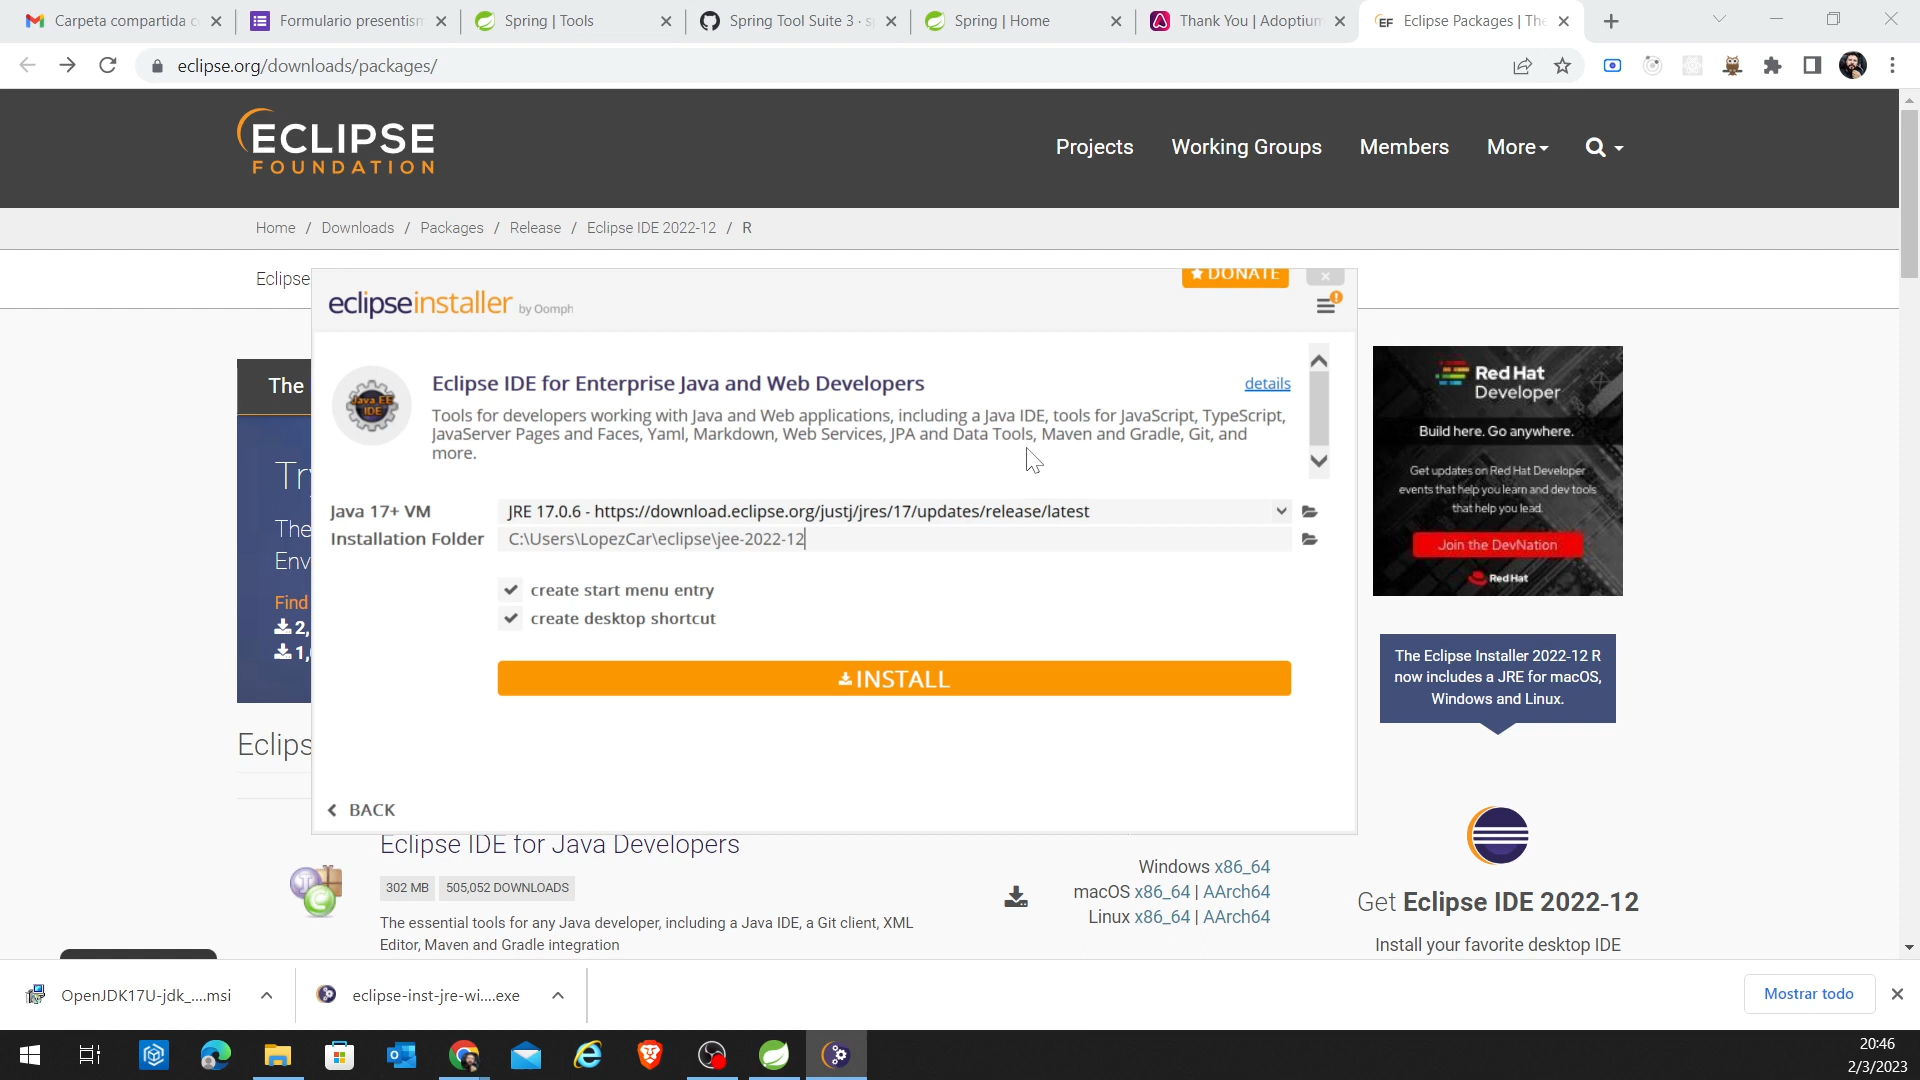 Carpeta compartida c
Formulario presentism
Spring | Tools
Spring Tool Suite 3 · s
Spring | Home
Thank You | Adoptium
EF Eclipse Packages | The
eclipse.org/downloads/packages/
ECLIPSE
FOUNDATION
Projects
Working Groups
Members
More
Home / Downloads / Packages / Release / Eclipse IDE 2022-12 / R
Eclipse
DONATE
eclipseinstaller by Oomph
The
Java EE
IDE
Eclipse IDE for Enterprise Java and Web Developers
details
Tools for developers working with Java and Web applications, including a Java IDE, tools for JavaScript, TypeScript,
JavaServer Pages and Faces, Yaml, Markdown, Web Services, JPA and Data Tools, Maven and Gradle, Git, and
more.
Java 17+ VM
JRE 17.0.6 - https://download.eclipse.org/justj/jres/17/updates/release/latest
Installation Folder
C:\Users\LopezCar\eclipse\jee-2022-12
create start menu entry
create desktop shortcut
INSTALL
BACK
Try
The
Env
Find
2,
1,
Eclips
Red Hat
Developer
Build here. Go anywhere.
Get updates on Red Hat Developer
events that help you learn and dev tools
that help you lead.
Join the DevNation
Red Hat
The Eclipse Installer 2022-12 R
now includes a JRE for macOS,
Windows and Linux.
Eclipse IDE for Java Developers
302 MB
505,052 DOWNLOADS
The essential tools for any Java developer, including a Java IDE, a Git client, XML
Editor, Maven and Gradle integration
Windows x86_64
macOS x86_64 | AArch64
Linux x86_64 | AArch64
Get Eclipse IDE 2022-12
Install your favorite desktop IDE
OpenJDK17U-jdk_....msi
eclipse-inst-jre-wi....exe
Mostrar todo
20:46
2/3/2023